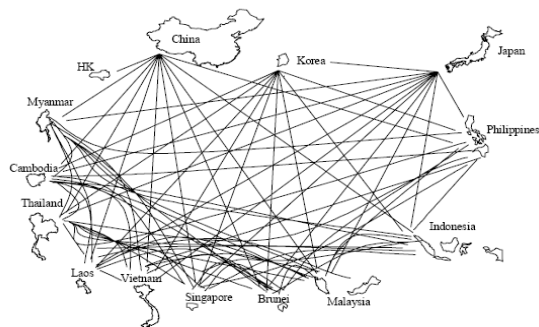 China
Korea
Japan
HK
Myanmar
Philippines
Cambodia
Thailand
Indonesia
Laos
Vietnam
Singapore
Brunei
Malaysia